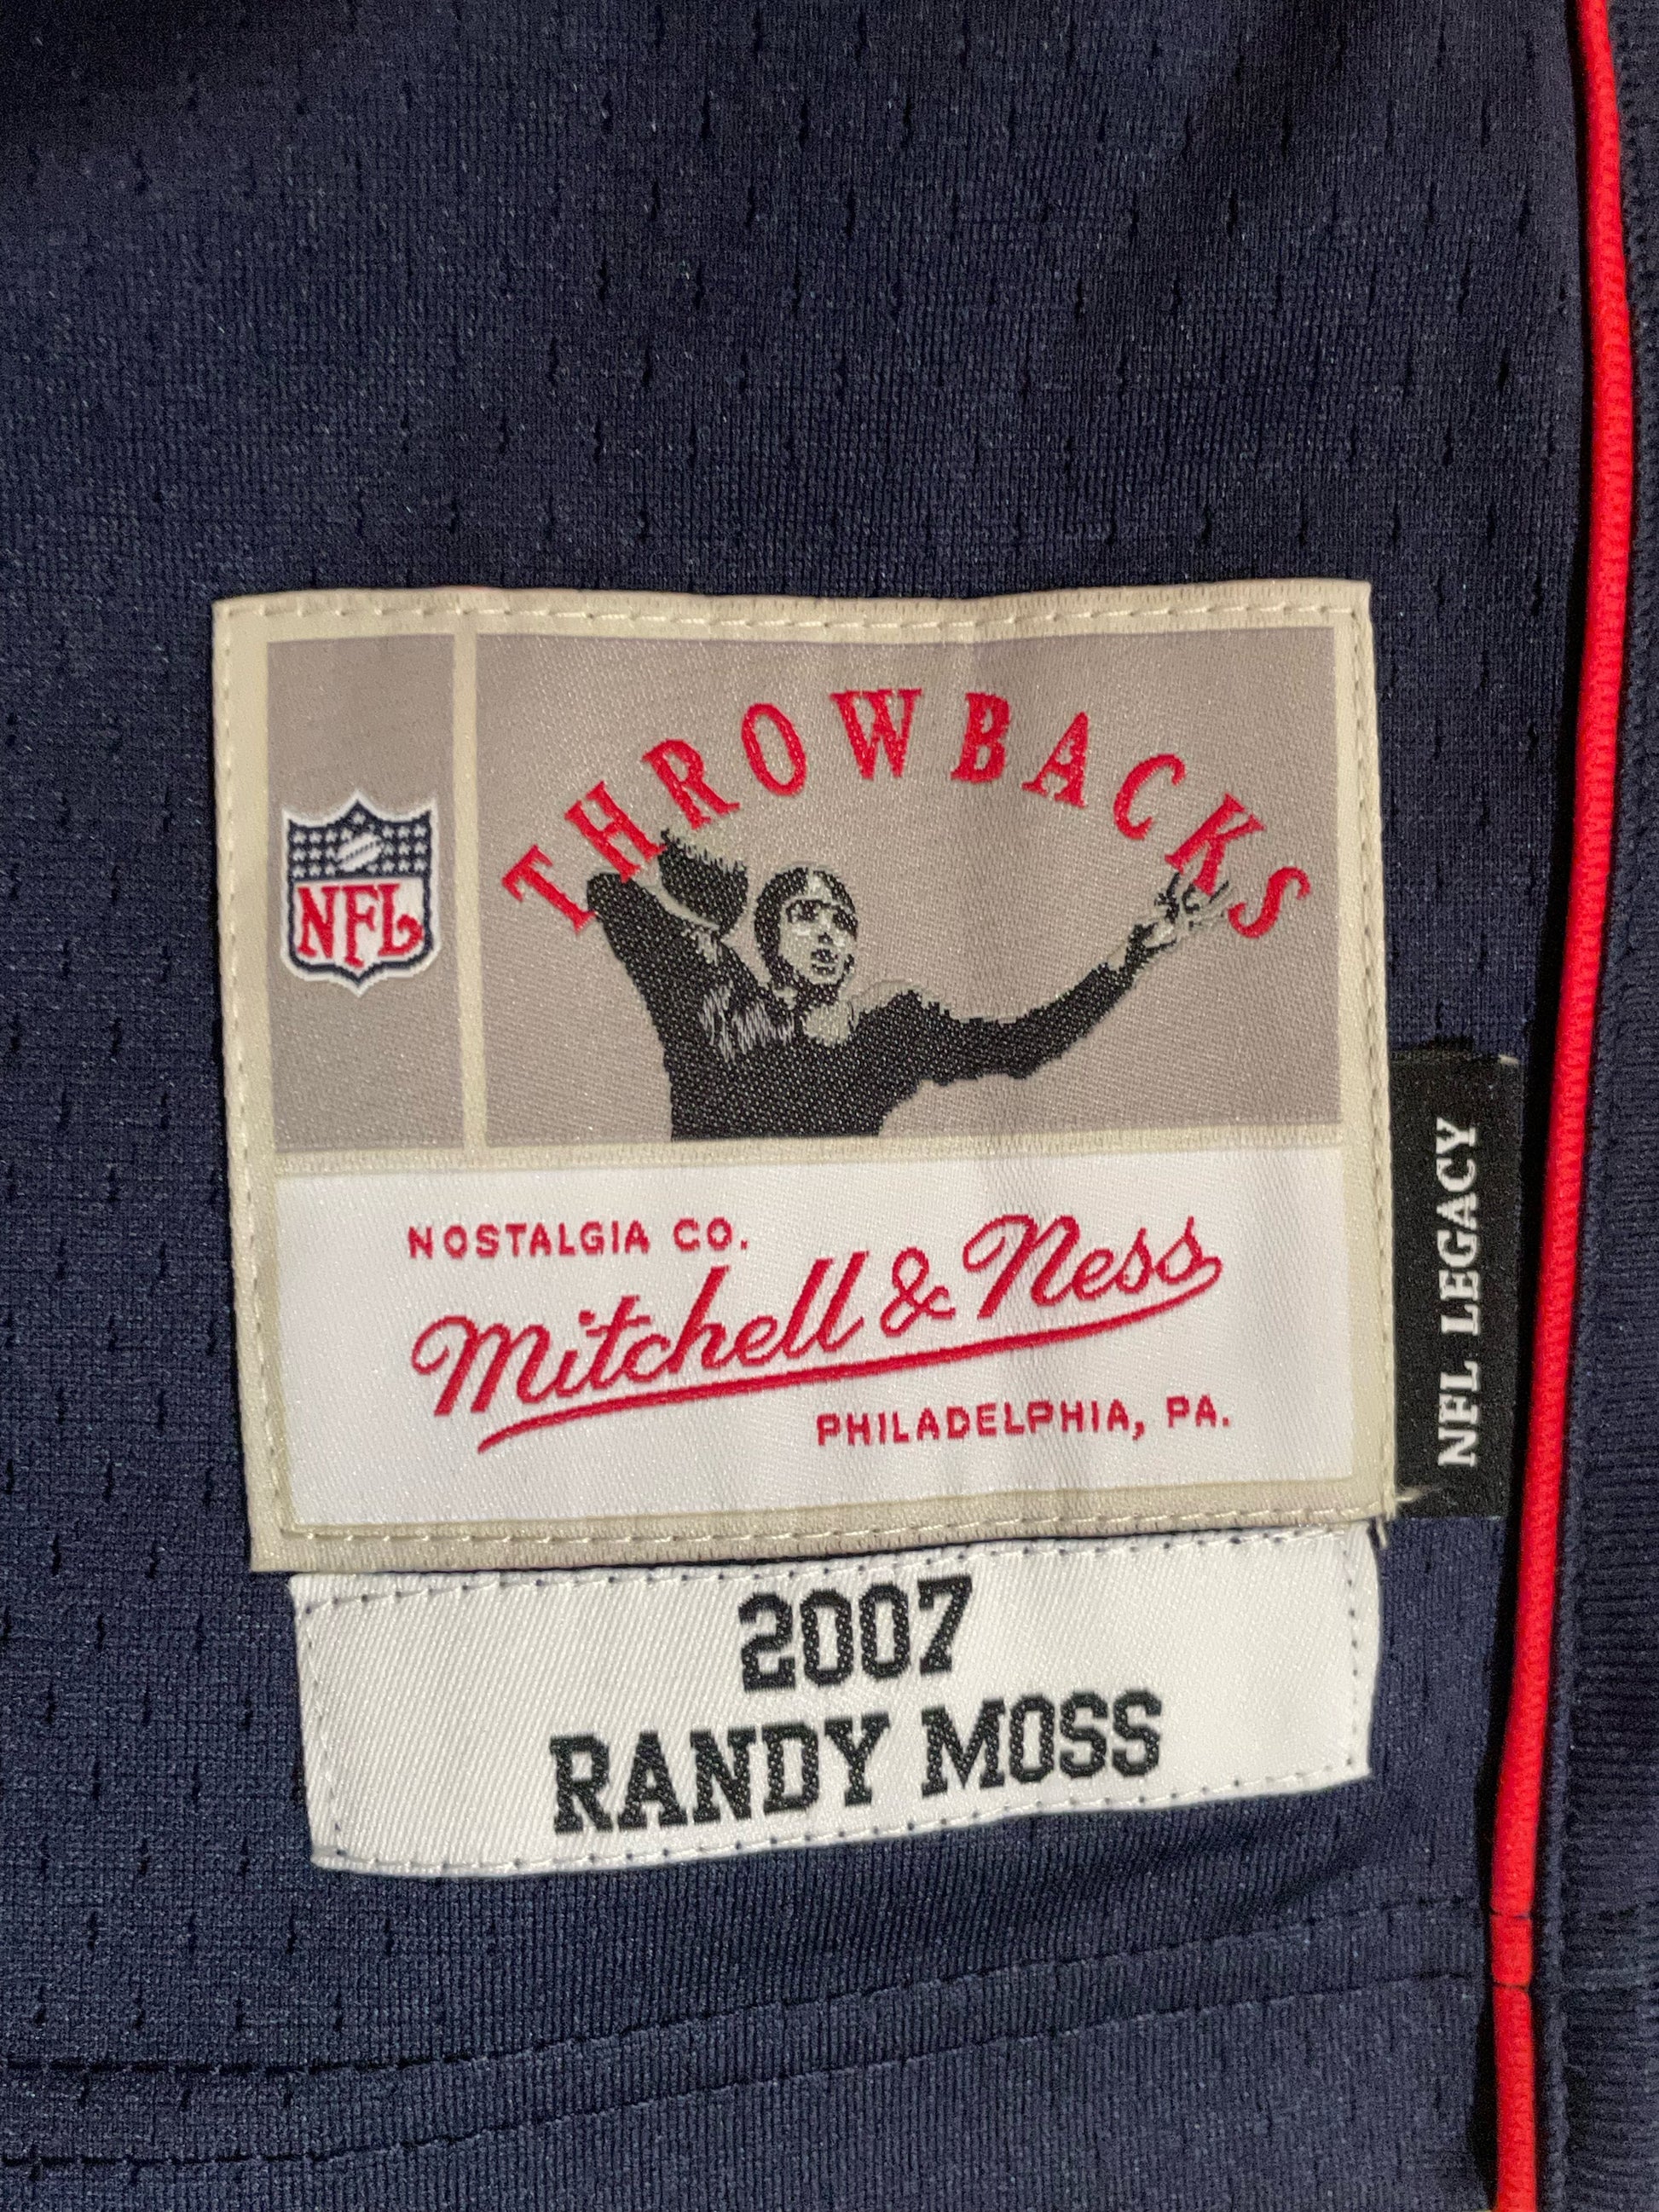 THROWBACKS
NFL
NOSTALGIA CO.
Mitchell & Ness
PHILADELPHIA, PA.
NFL LEGACY
2007
RANDY MOSS